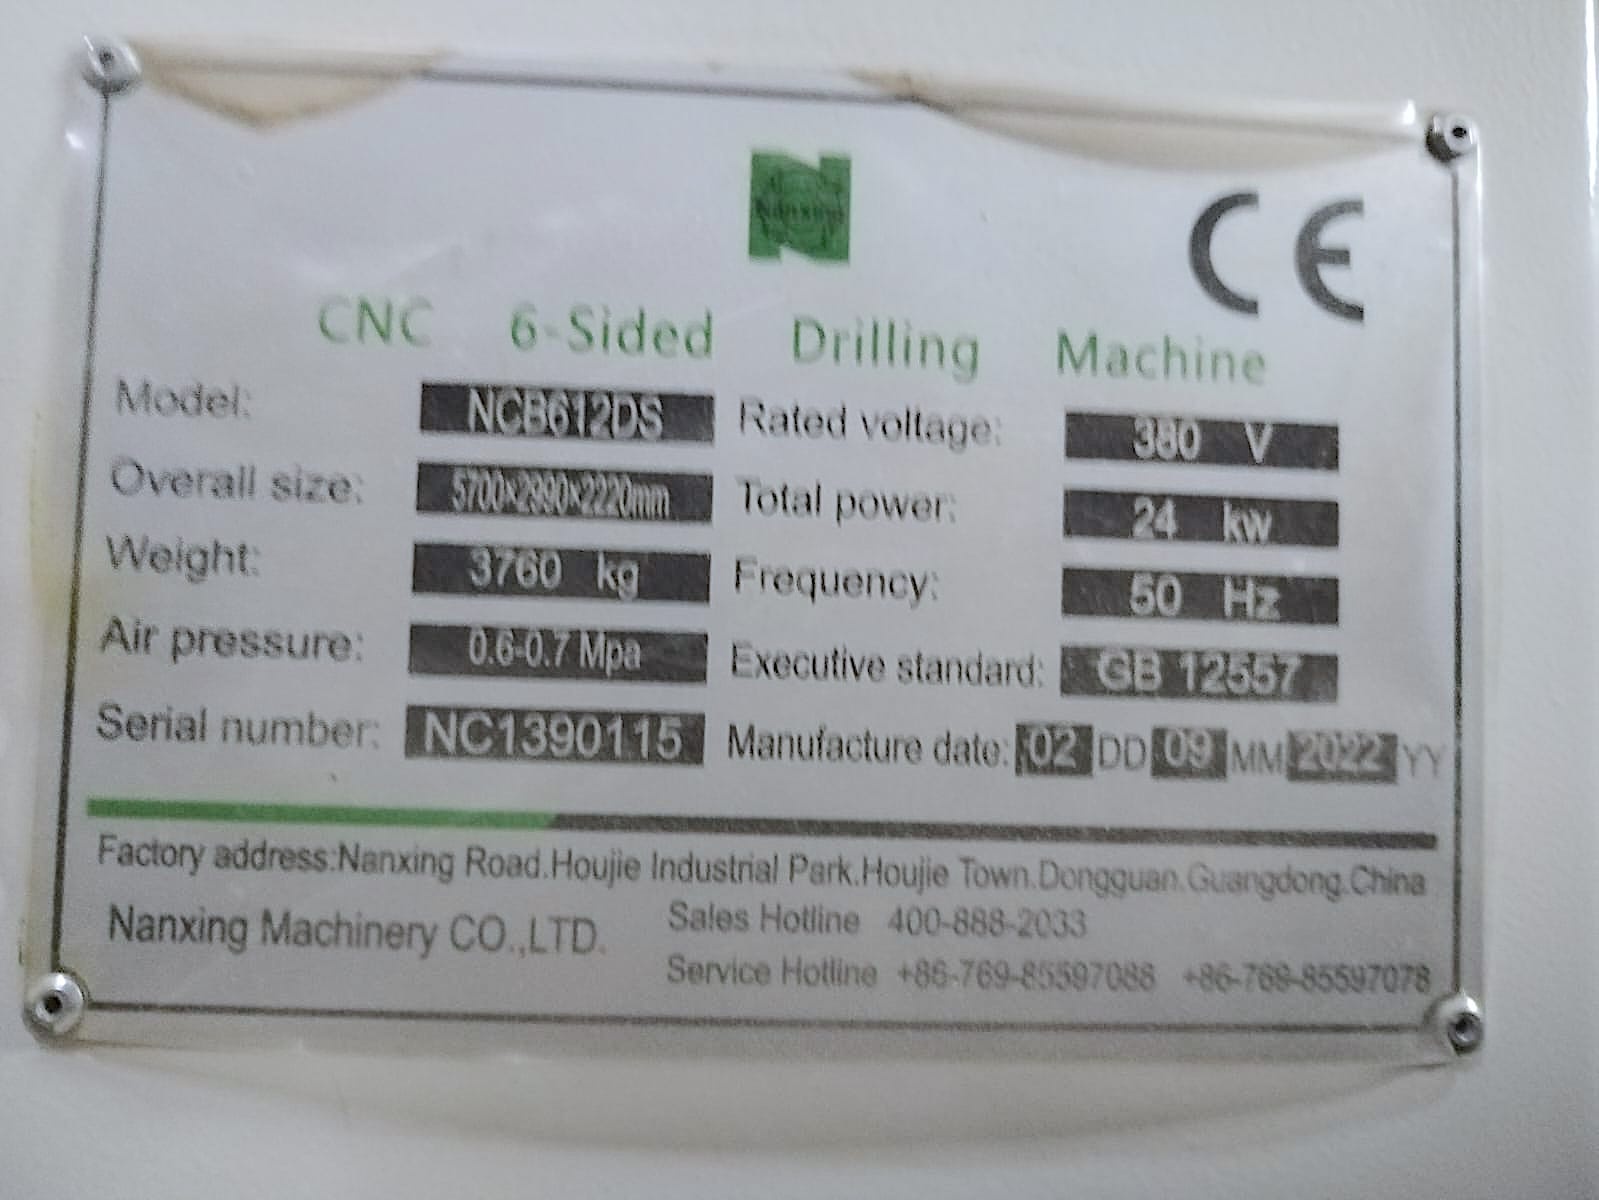 Nanxing
CE
CNC 6-Sided Drilling Machine
Model: NCB612DS Rated voltage: 380 V
Overall size: 5700×2990×2220mm Total power: 24 kw
Weight: 3760 kg Frequency: 50 Hz
Air pressure: 0.6-0.7 Mpa Executive standard: GB 12557
Serial number: NC1390115 Manufacture date: 02 DD 09 MM 2022 YY
Factory address:Nanxing Road.Houjie Industrial Park.Houjie Town.Dongguan.Guangdong.China
Nanxing Machinery CO.,LTD. Sales Hotline 400-888-2033
Service Hotline +86-769-85597088 +86-769-85597078